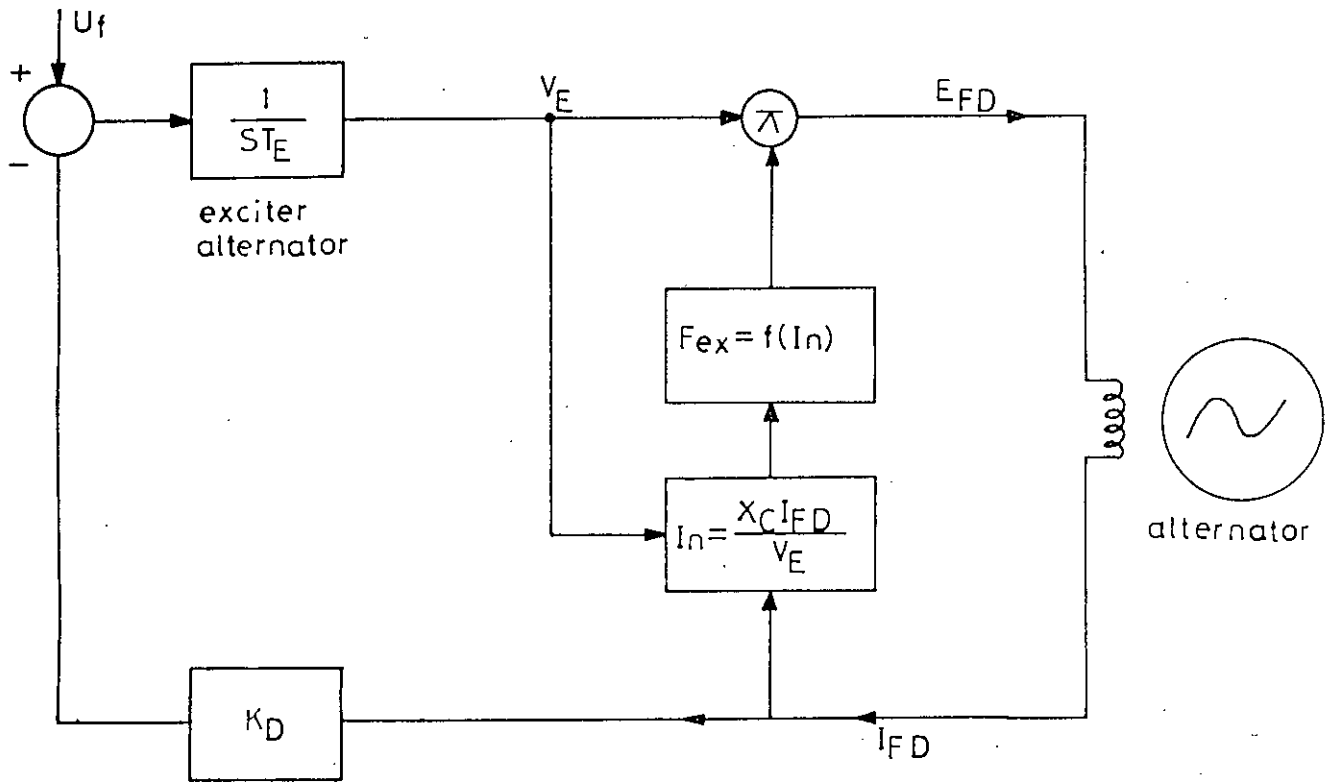 Uf
+
−
1
STE
exciter
alternator
VE
π
EFD
Fex = f(In)
In = XC IFD
VE
alternator
KD
IFD